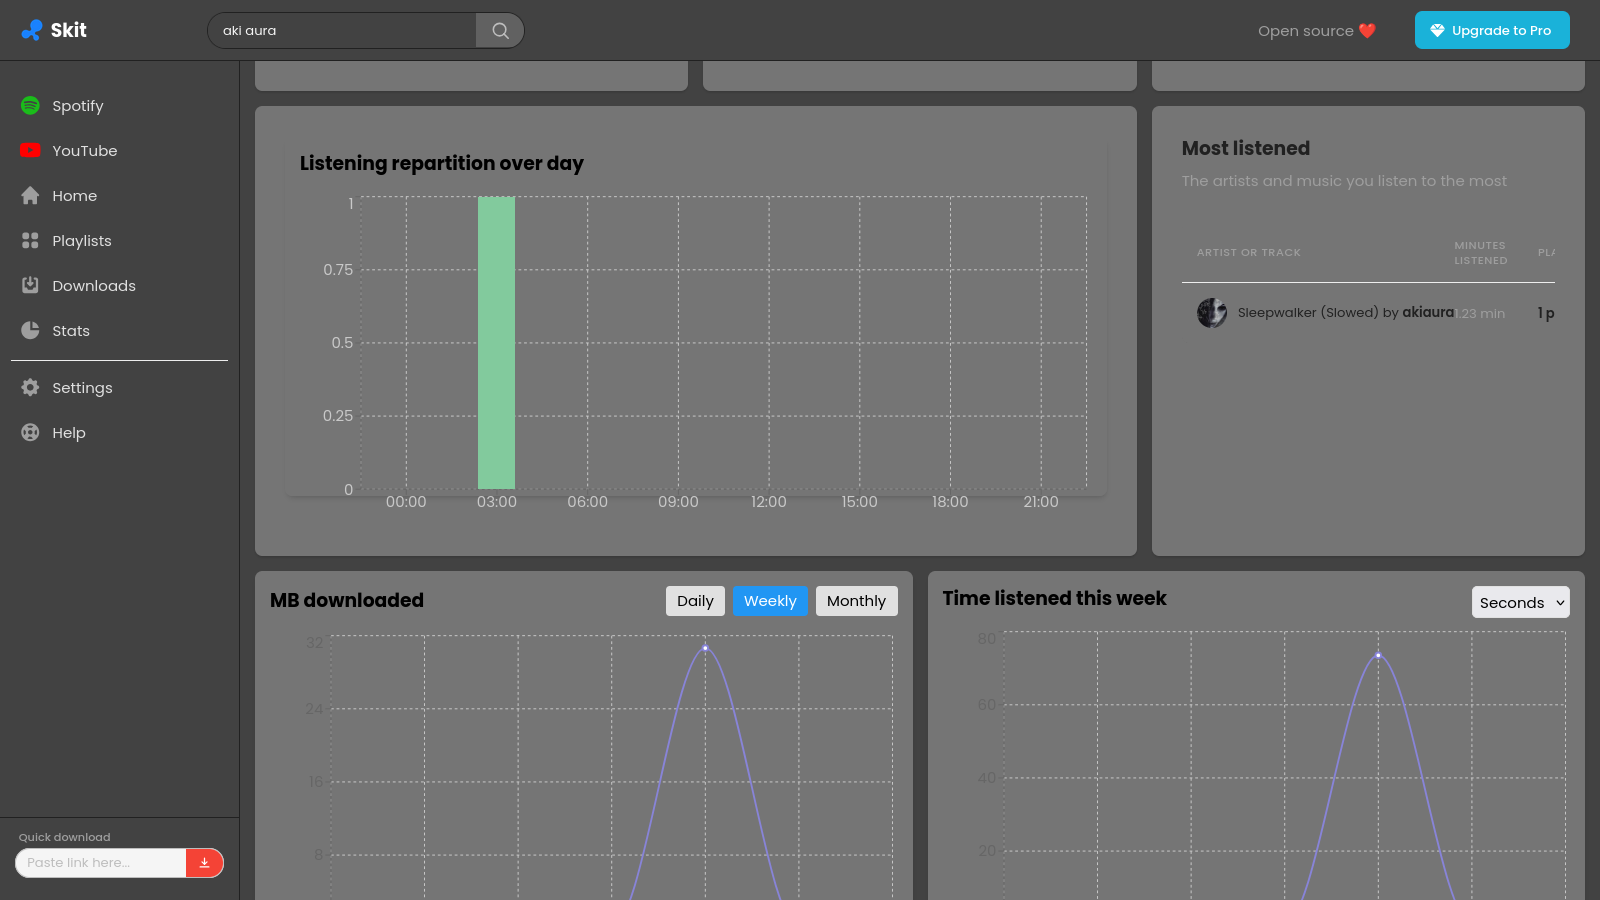 Skit
aki aura
Open source ❤️
Upgrade to Pro
Spotify
YouTube
Home
Playlists
Downloads
Stats
Settings
Help
Quick download
Paste link here...
Listening repartition over day
1
0.75
0.5
0.25
0
00:00 03:00 06:00 09:00 12:00 15:00 18:00 21:00
Most listened
The artists and music you listen to the most
ARTIST OR TRACK
MINUTES
LISTENED
Sleepwalker (Slowed) by akiaura 1.23 min 1 p
MB downloaded
Daily Weekly Monthly
32
24
16
8
Time listened this week
Seconds
80
60
40
20